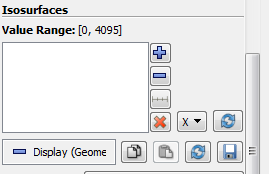 Isosurfaces
Value Range: [0, 4095]
X
Display (Geome